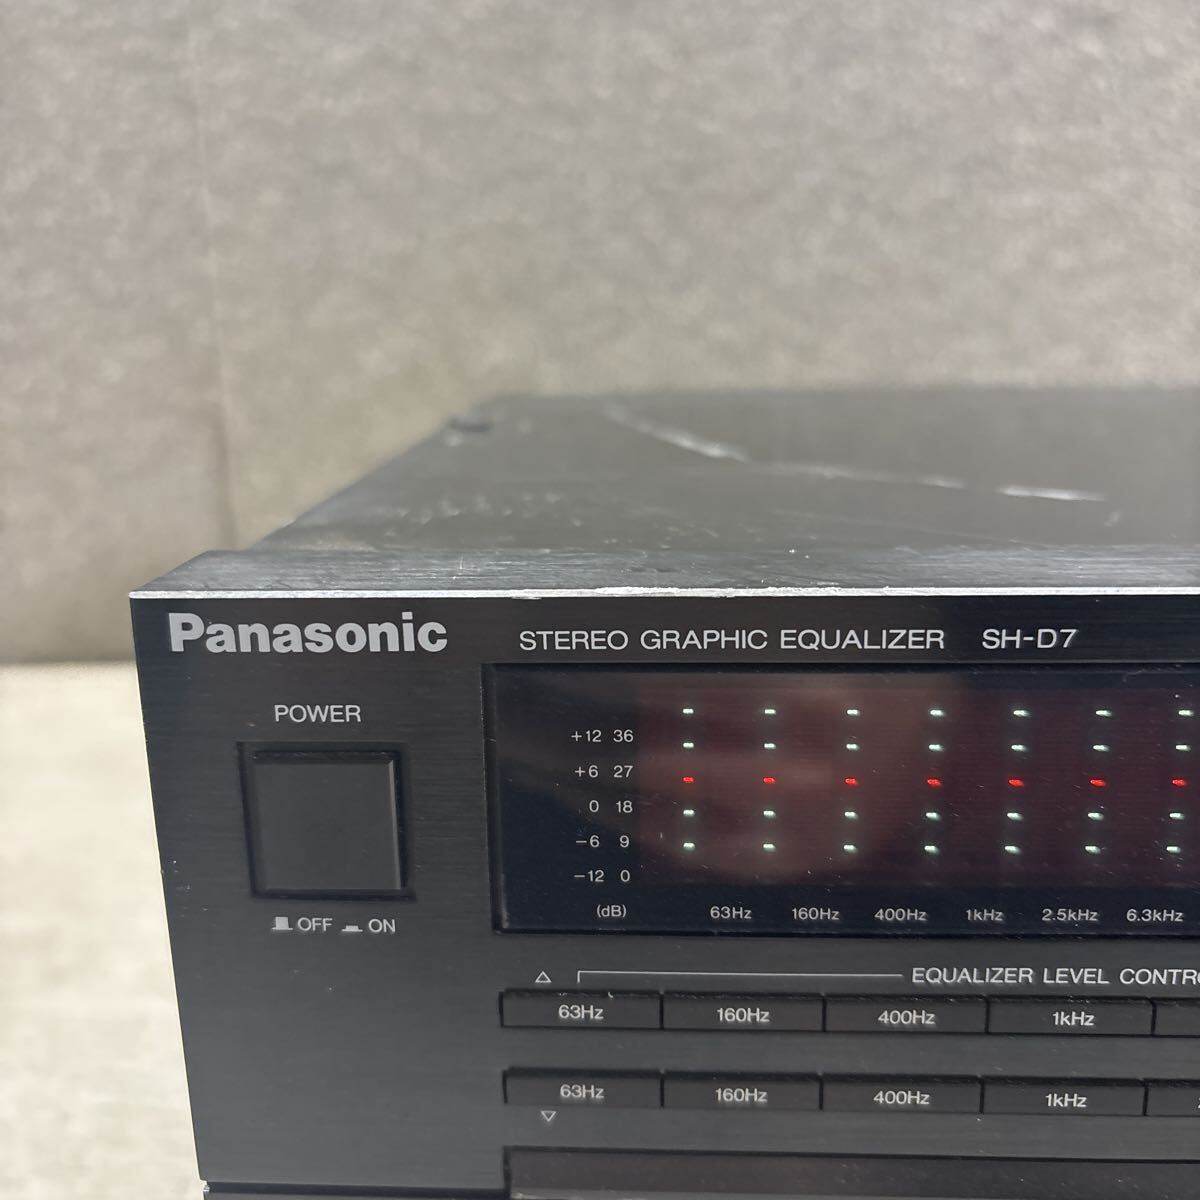 Panasonic STEREO GRAPHIC EQUALIZER SH-D7
POWER
+12 36
+6 27
0 18
-6 9
-12 0
(dB) 63Hz 160Hz 400Hz 1kHz 2.5kHz 6.3kHz
OFF ON
EQUALIZER LEVEL CONTRO
63Hz 160Hz 400Hz 1kHz
63Hz 160Hz 400Hz 1kHz